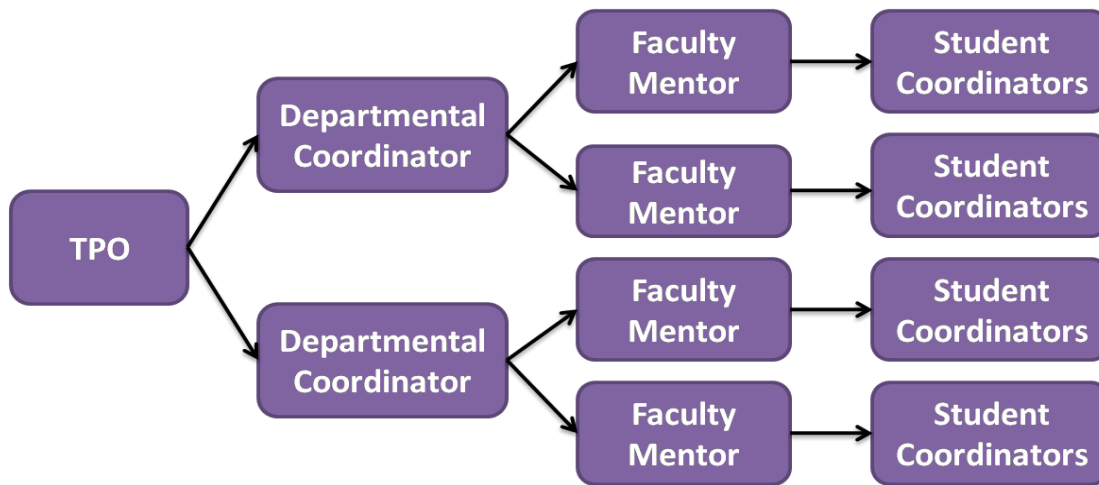 TPO
Departmental
Coordinator
Departmental
Coordinator
Faculty
Mentor
Faculty
Mentor
Faculty
Mentor
Faculty
Mentor
Student
Coordinators
Student
Coordinators
Student
Coordinators
Student
Coordinators